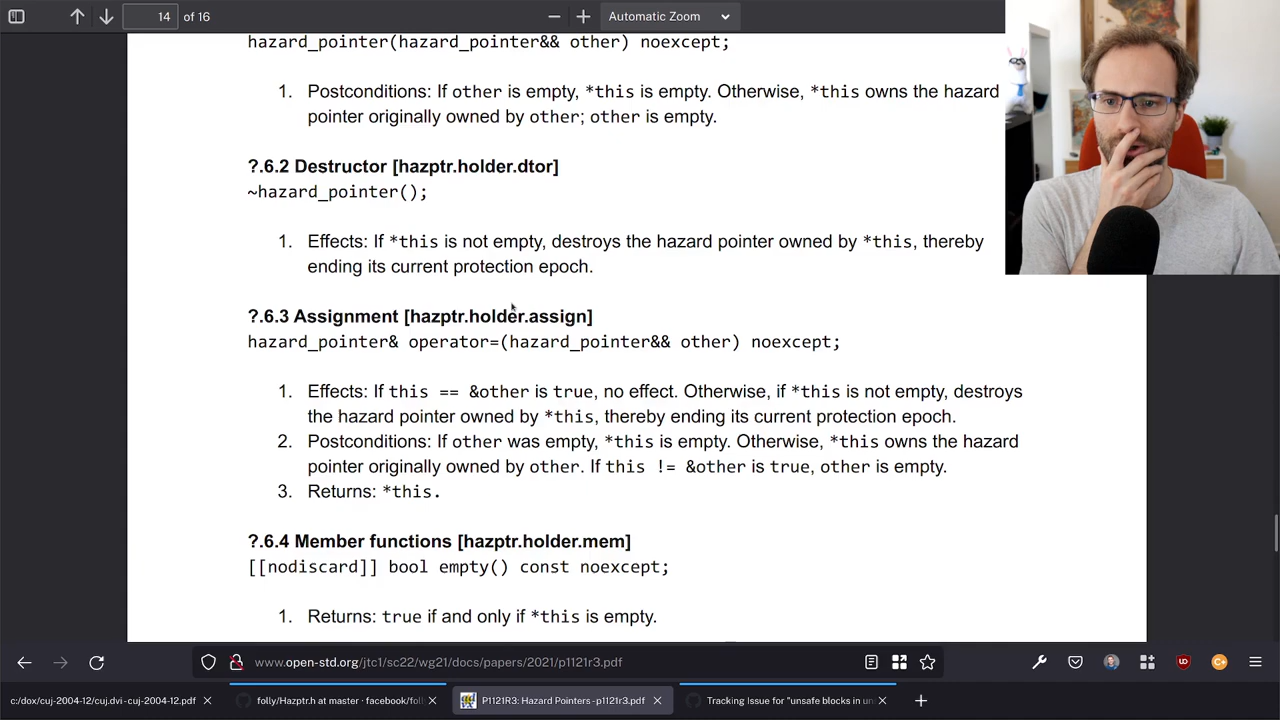 14 of 16
Automatic Zoom
hazard_pointer(hazard_pointer&& other) noexcept;
1. Postconditions: If other is empty, *this is empty. Otherwise, *this owns the hazard
pointer originally owned by other; other is empty.
?.6.2 Destructor [hazptr.holder.dtor]
~hazard_pointer();
1. Effects: If *this is not empty, destroys the hazard pointer owned by *this, thereby
ending its current protection epoch.
?.6.3 Assignment [hazptr.holder.assign]
hazard_pointer& operator=(hazard_pointer&& other) noexcept;
1. Effects: If this == &other is true, no effect. Otherwise, if *this is not empty, destroys
the hazard pointer owned by *this, thereby ending its current protection epoch.
2. Postconditions: If other was empty, *this is empty. Otherwise, *this owns the hazard
pointer originally owned by other. If this != &other is true, other is empty.
3. Returns: *this.
?.6.4 Member functions [hazptr.holder.mem]
[[nodiscard]] bool empty() const noexcept;
1. Returns: true if and only if *this is empty.
www.open-std.org/jtc1/sc22/wg21/docs/papers/2021/p1121r3.pdf
c:/dox/cuj-2004-12/cuj.dvi - cuj-2004-12.pdf
folly/Hazptr.h at master · facebook/foll
P1121R3: Hazard Pointers - p1121r3.pdf
Tracking Issue for "unsafe blocks in un